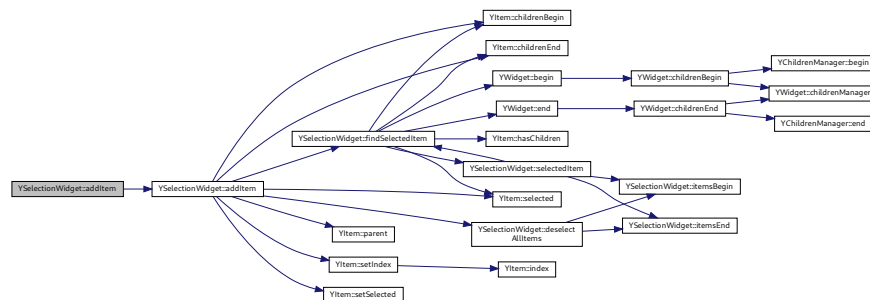 YItem::childrenBegin
YItem::childrenEnd
YChildrenManager::begin
YWidget::begin
YWidget::childrenBegin
YWidget::childrenManager
YWidget::end
YWidget::childrenEnd
YChildrenManager::end
YSelectionWidget::findSelectedItem
YItem::hasChildren
YSelectionWidget::selectedItem
YSelectionWidget::addItem
YSelectionWidget::addItem
YSelectionWidget::itemsBegin
YItem::selected
YSelectionWidget::itemsEnd
YItem::parent
YSelectionWidget::deselect
AllItems
YItem::setIndex
YItem::index
YItem::setSelected